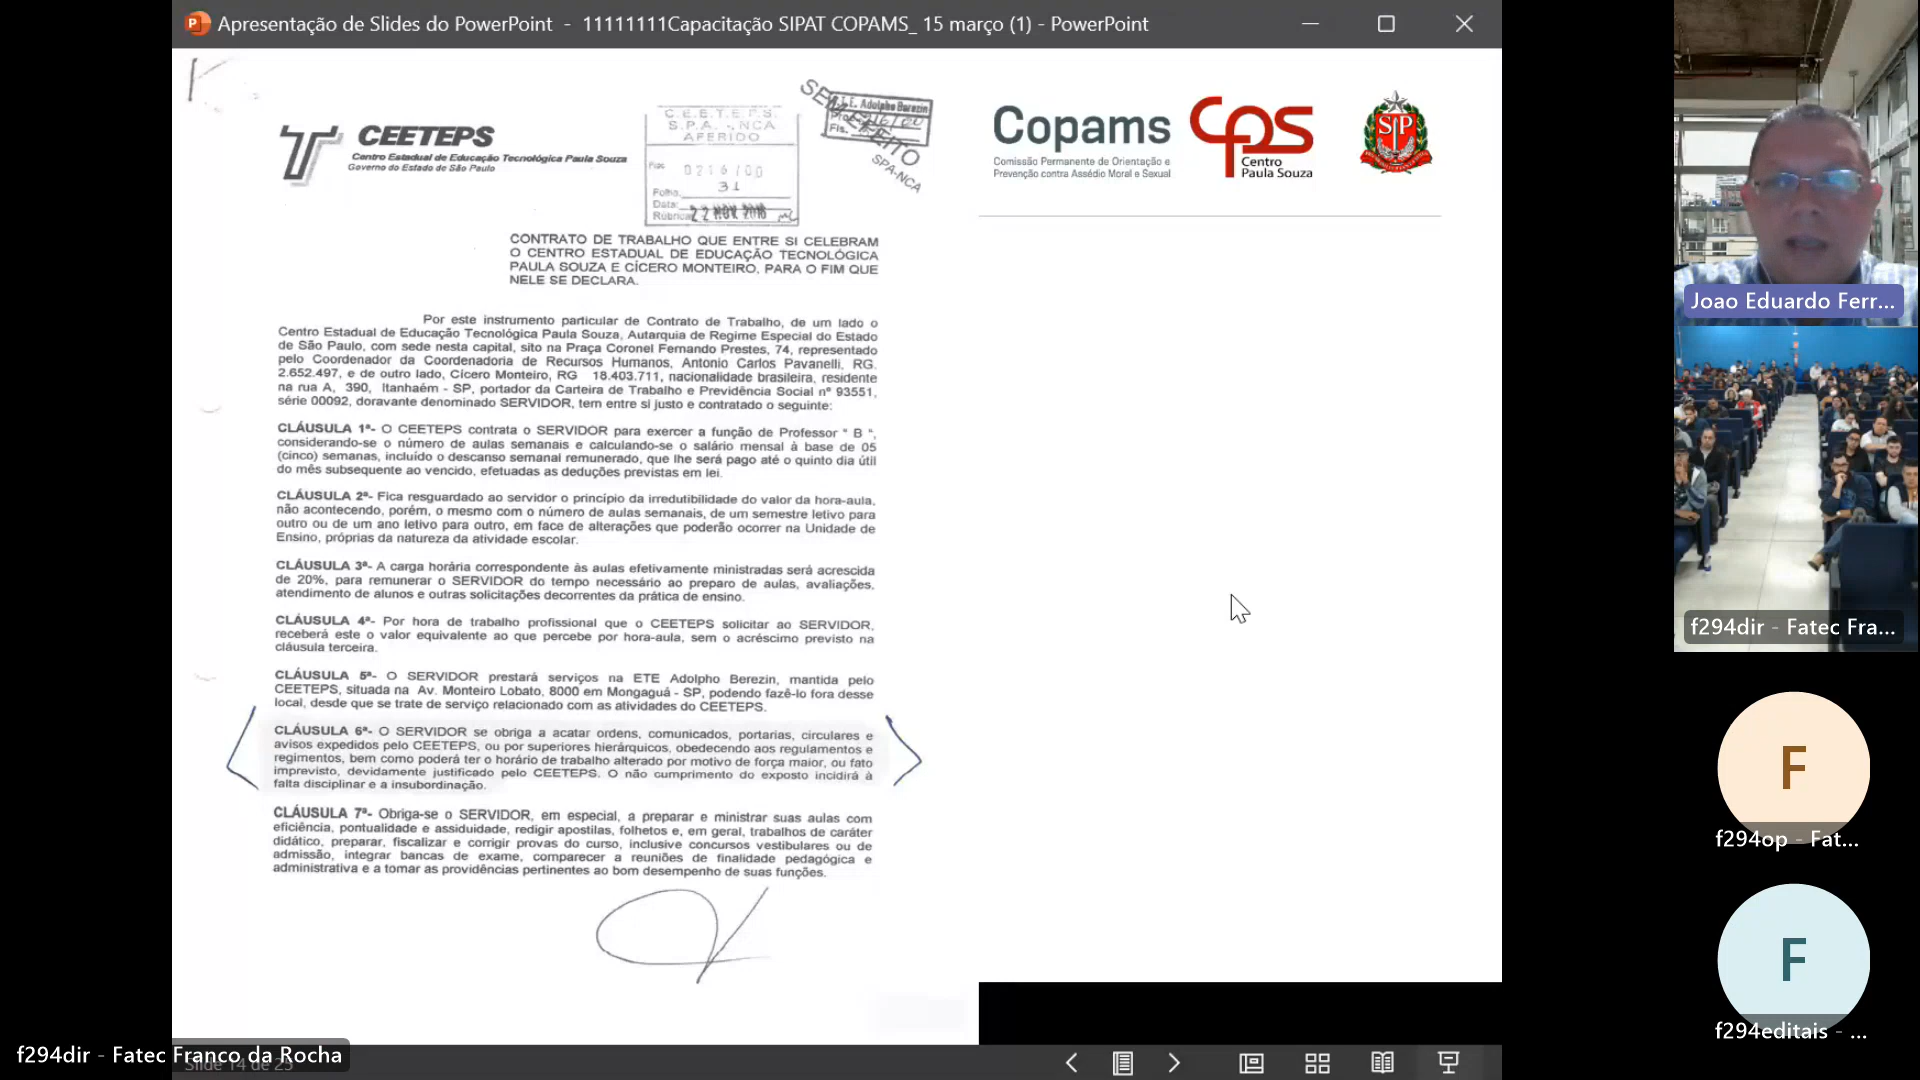 Apresentação de Slides do PowerPoint - 11111111Capacitação SIPAT COPAMS_ 15 março (1) - PowerPoint
CEETEPS
Centro Estadual de Educação Tecnológica Paula Souza
Governo do Estado de São Paulo
C.E.E.T.E.P.S.
S.P.A. - NCA
AFERIDO
0216/00
Folha: 31
Data:
Rúbrica 22 NOV 2016
SEM EFEITO
SPA-NCA
E.T.E. Adolpho Berezin
Fls.
Copams
Comissão Permanente de Orientação e
Prevenção contra Assédio Moral e Sexual
CPS
Centro
Paula Souza
SP
CONTRATO DE TRABALHO QUE ENTRE SI CELEBRAM
O CENTRO ESTADUAL DE EDUCAÇÃO TECNOLÓGICA
PAULA SOUZA E CÍCERO MONTEIRO, PARA O FIM QUE
NELE SE DECLARA.
Por este instrumento particular de Contrato de Trabalho, de um lado o
Centro Estadual de Educação Tecnológica Paula Souza, Autarquia de Regime Especial do Estado
de São Paulo, com sede nesta capital, sito na Praça Coronel Fernando Prestes, 74, representado
pelo Coordenador da Coordenadoria de Recursos Humanos, Antonio Carlos Pavanelli, RG.
2.652.497, e de outro lado, Cícero Monteiro, RG 18.403.711, nacionalidade brasileira, residente
na rua A, 390, Itanhaém - SP, portador da Carteira de Trabalho e Previdência Social nº 93551,
série 00092, doravante denominado SERVIDOR, tem entre si justo e contratado o seguinte:
CLÁUSULA 1ª- O CEETEPS contrata o SERVIDOR para exercer a função de Professor " B ",
considerando-se o número de aulas semanais e calculando-se o salário mensal à base de 05
(cinco) semanas, incluído o descanso semanal remunerado, que lhe será pago até o quinto dia útil
do mês subsequente ao vencido, efetuadas as deduções previstas em lei.
CLÁUSULA 2ª- Fica resguardado ao servidor o princípio da irredutibilidade do valor da hora-aula,
não acontecendo, porém, o mesmo com o número de aulas semanais, de um semestre letivo para
outro ou de um ano letivo para outro, em face de alterações que poderão ocorrer na Unidade de
Ensino, próprias da natureza da atividade escolar.
CLÁUSULA 3ª- A carga horária correspondente às aulas efetivamente ministradas será acrescida
de 20%, para remunerar o SERVIDOR do tempo necessário ao preparo de aulas, avaliações,
atendimento de alunos e outras solicitações decorrentes da prática de ensino.
CLÁUSULA 4ª- Por hora de trabalho profissional que o CEETEPS solicitar ao SERVIDOR,
receberá este o valor equivalente ao que percebe por hora-aula, sem o acréscimo previsto na
cláusula terceira.
CLÁUSULA 5ª- O SERVIDOR prestará serviços na ETE Adolpho Berezin, mantida pelo
CEETEPS, situada na Av. Monteiro Lobato, 8000 em Mongaguá - SP, podendo fazê-lo fora desse
local, desde que se trate de serviço relacionado com as atividades do CEETEPS.
CLÁUSULA 6ª- O SERVIDOR se obriga a acatar ordens, comunicados, portarias, circulares e
avisos expedidos pelo CEETEPS, ou por superiores hierárquicos, obedecendo aos regulamentos e
regimentos, bem como poderá ter o horário de trabalho alterado por motivo de força maior, ou fato
imprevisto, devidamente justificado pelo CEETEPS. O não cumprimento do exposto incidirá à
falta disciplinar e a insubordinação.
CLÁUSULA 7ª- Obriga-se o SERVIDOR, em especial, a preparar e ministrar suas aulas com
eficiência, pontualidade e assiduidade, redigir apostilas, folhetos e, em geral, trabalhos de caráter
didático, preparar, fiscalizar e corrigir provas do curso, inclusive concursos vestibulares ou de
admissão, integrar bancas de exame, comparecer a reuniões de finalidade pedagógica e
administrativa e a tomar as providências pertinentes ao bom desempenho de suas funções.
Joao Eduardo Ferr...
f294dir - Fatec Fra...
F
f294op - Fat...
F
f294editais - ...
f294dir - Fatec Franco da Rocha
Slide 14 de 25